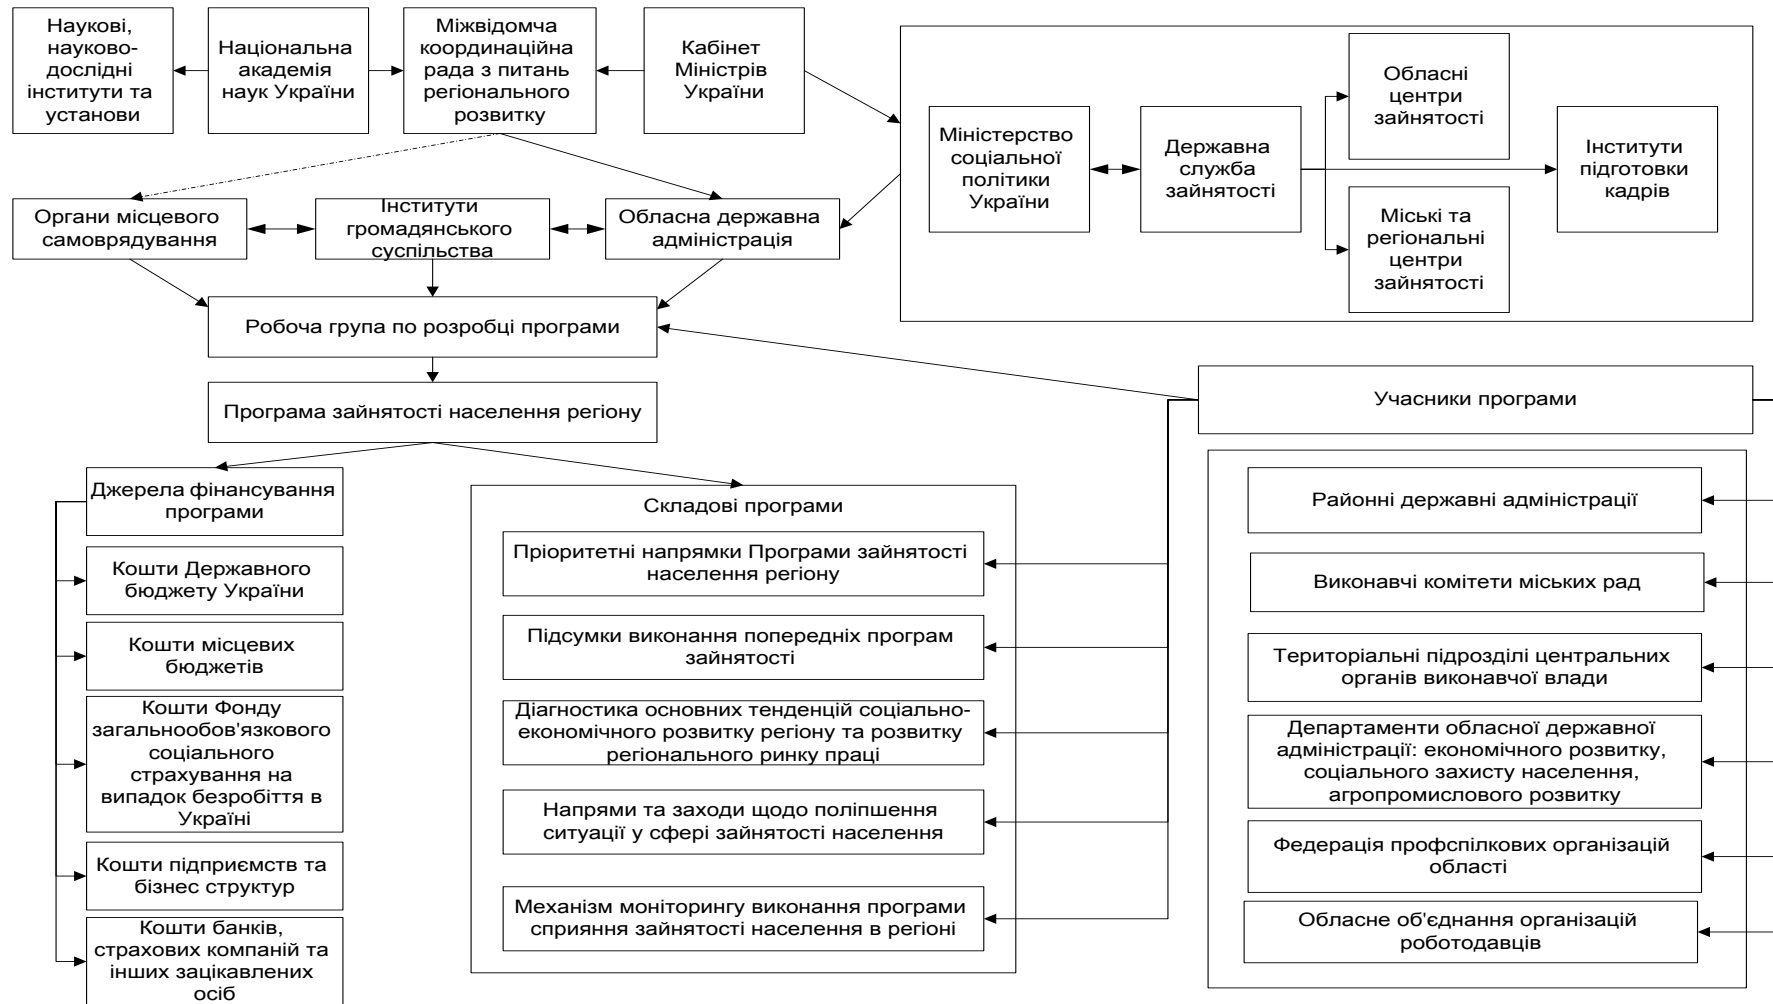 Наукові,
науково-
дослідні
інститути та
установи
Національна
академія
наук України
Міжвідомча
координаційна
рада з питань
регіонального
розвитку
Кабінет
Міністрів
України
Міністерство
соціальної
політики
України
Державна
служба
зайнятості
Обласні
центри
зайнятості
Інститути
підготовки
кадрів
Міські та
регіональні
центри
зайнятості
Органи місцевого
самоврядування
Інститути
громадянського
суспільства
Обласна державна
адміністрація
Робоча група по розробці програми
Програма зайнятості населення регіону
Джерела фінансування
програми
Кошти Державного
бюджету України
Кошти місцевих
бюджетів
Кошти Фонду
загальнообов'язкового
соціального
страхування на
випадок безробіття в
Україні
Кошти підприємств та
бізнес структур
Кошти банків,
страхових компаній та
інших зацікавлених
осіб
Складові програми
Пріоритетні напрямки Програми зайнятості
населення регіону
Підсумки виконання попередніх програм
зайнятості
Діагностика основних тенденцій соціально-
економічного розвитку регіону та розвитку
регіонального ринку праці
Напрями та заходи щодо поліпшення
ситуації у сфері зайнятості населення
Механізм моніторингу виконання програми
сприяння зайнятості населення в регіоні
Учасники програми
Районні державні адміністрації
Виконавчі комітети міських рад
Територіальні підрозділі центральних
органів виконавчої влади
Департаменти обласної державної
адміністрації: економічного розвитку,
соціального захисту населення,
агропромислового розвитку
Федерація профспілкових організацій
області
Обласне об'єднання організацій
роботодавців